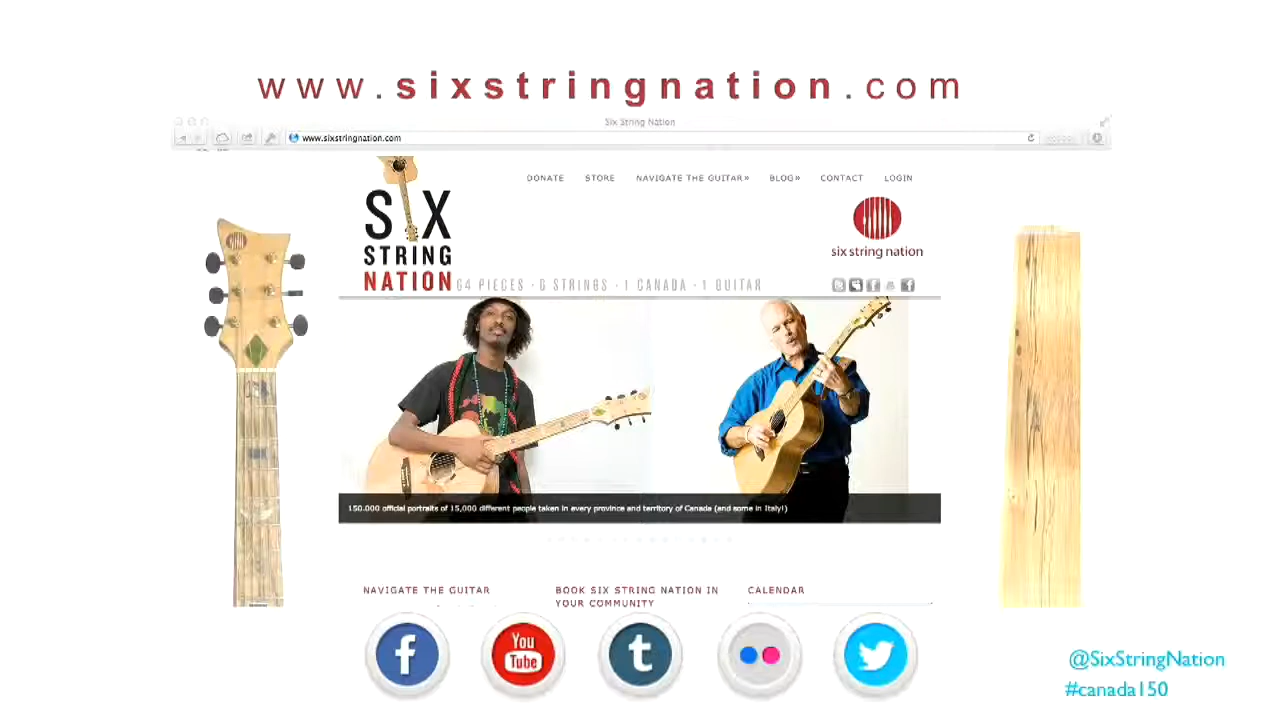 www.sixstringnation.com
Six String Nation
www.sixstringnation.com
DONATE STORE NAVIGATE THE GUITAR» BLOG» CONTACT LOGIN
SIX
STRING
NATION
six string nation
64 PIECES · 6 STRINGS · 1 CANADA · 1 GUITAR
150.000 official portraits of 15,000 different people taken in every province and territory of Canada (and some in Italy!)
NAVIGATE THE GUITAR
BOOK SIX STRING NATION IN
YOUR COMMUNITY
CALENDAR
f
You
Tube
t
@SixStringNation
#canada150